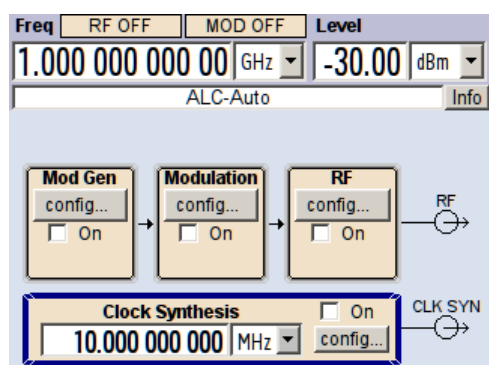 Freq RF OFF MOD OFF Level
1.000 000 000 00 GHz -30.00 dBm
ALC-Auto Info
Mod Gen Modulation RF
config... config... config... RF
On On On
Clock Synthesis On CLK SYN
10.000 000 000 MHz config...